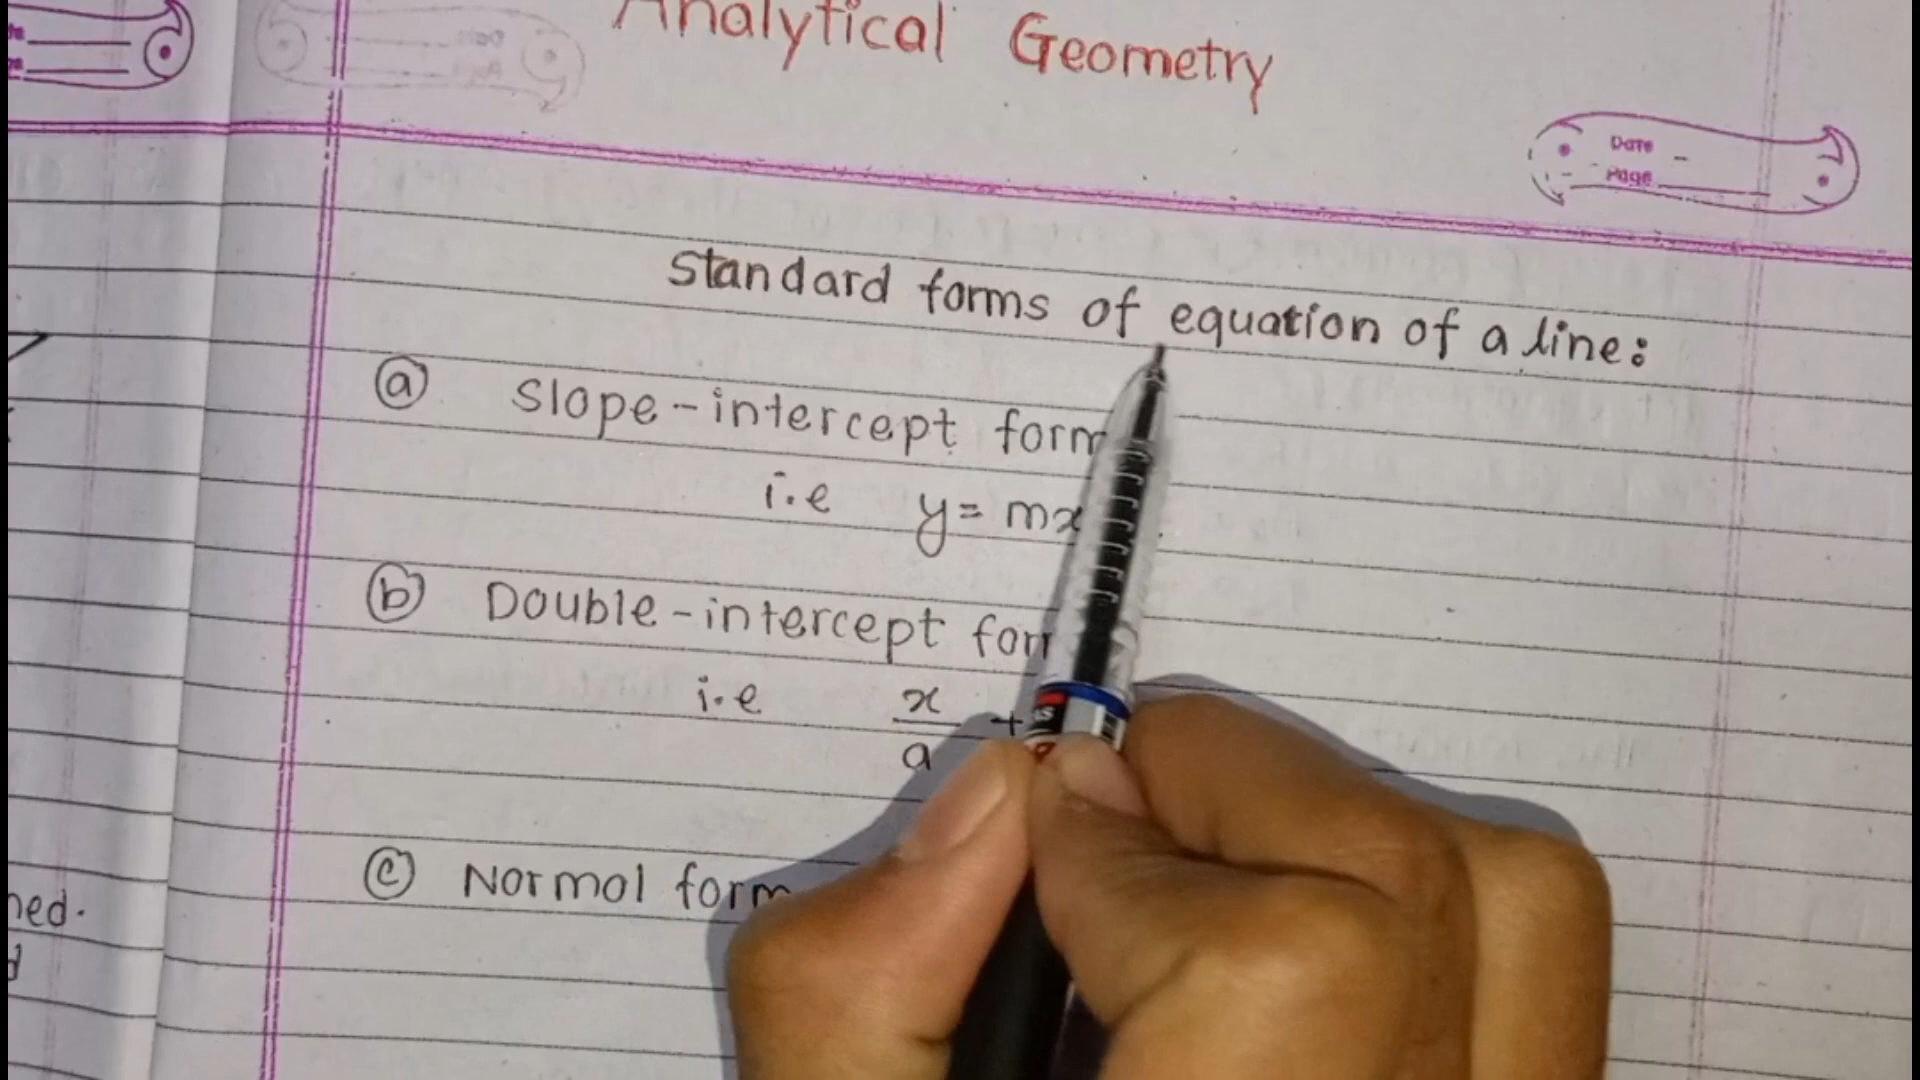 Analytical Geometry
Date
Page
Standard forms of equation of a line:
a Slope-intercept form
i.e y = mx
b Double-intercept for
i.e x/a +
c Normol form
ned.